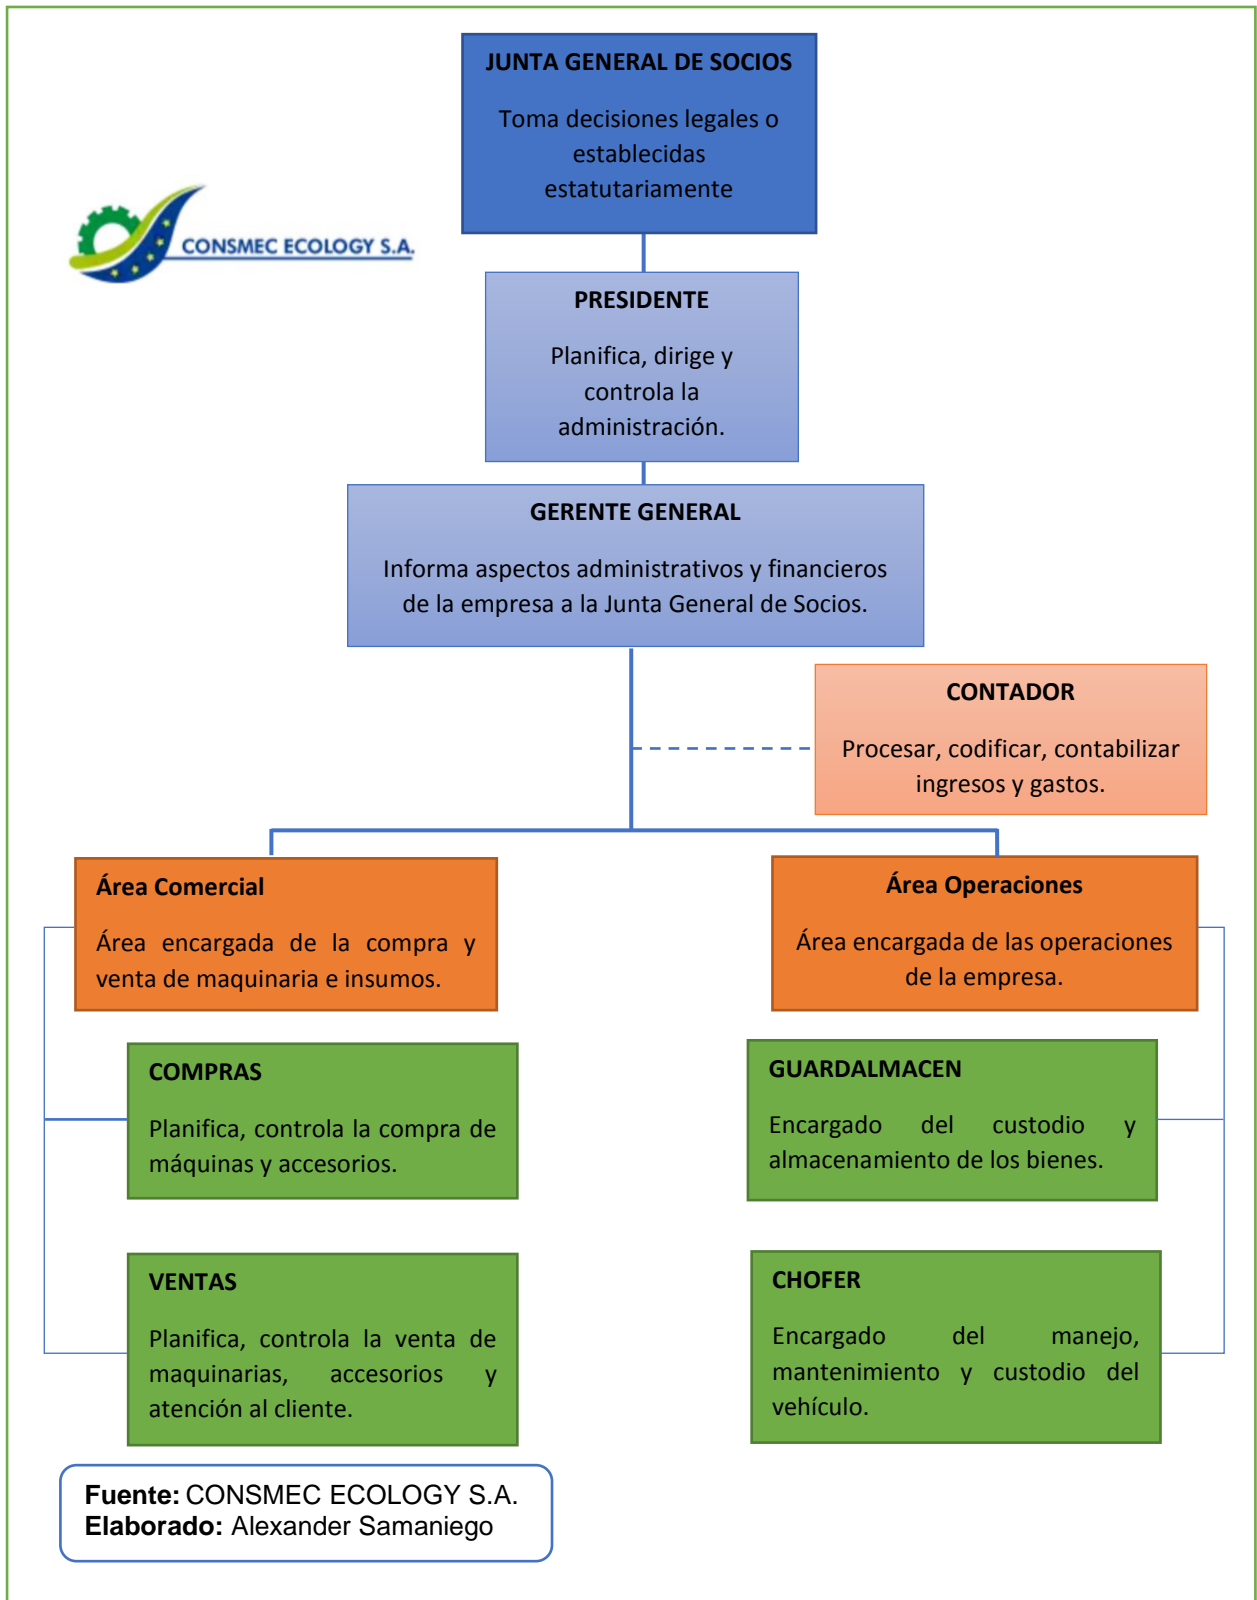 JUNTA GENERAL DE SOCIOS
Toma decisiones legales o
establecidas
estatutariamente
CONSMEC ECOLOGY S.A.
PRESIDENTE
Planifica, dirige y
controla la
administración.
GERENTE GENERAL
Informa aspectos administrativos y financieros
de la empresa a la Junta General de Socios.
CONTADOR
Procesar, codificar, contabilizar
ingresos y gastos.
Área Comercial
Área encargada de la compra y
venta de maquinaria e insumos.
Área Operaciones
Área encargada de las operaciones
de la empresa.
COMPRAS
Planifica, controla la compra de
máquinas y accesorios.
GUARDALMACEN
Encargado del custodio y
almacenamiento de los bienes.
VENTAS
Planifica, controla la venta de
maquinarias, accesorios y
atención al cliente.
CHOFER
Encargado del manejo,
mantenimiento y custodio del
vehículo.
Fuente: CONSMEC ECOLOGY S.A.
Elaborado: Alexander Samaniego